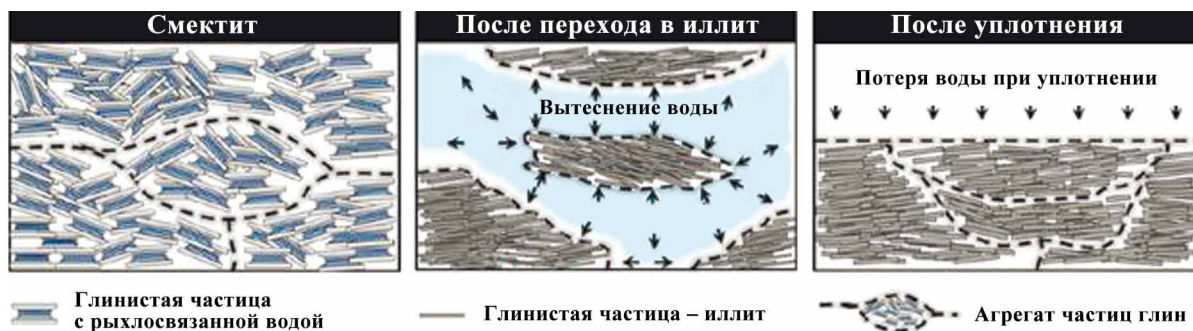 Смектит
После перехода в иллит
После уплотнения
Вытеснение воды
Потеря воды при уплотнении
Глинистая частица
с рыхлосвязанной водой
Глинистая частица – иллит
Агрегат частиц глин